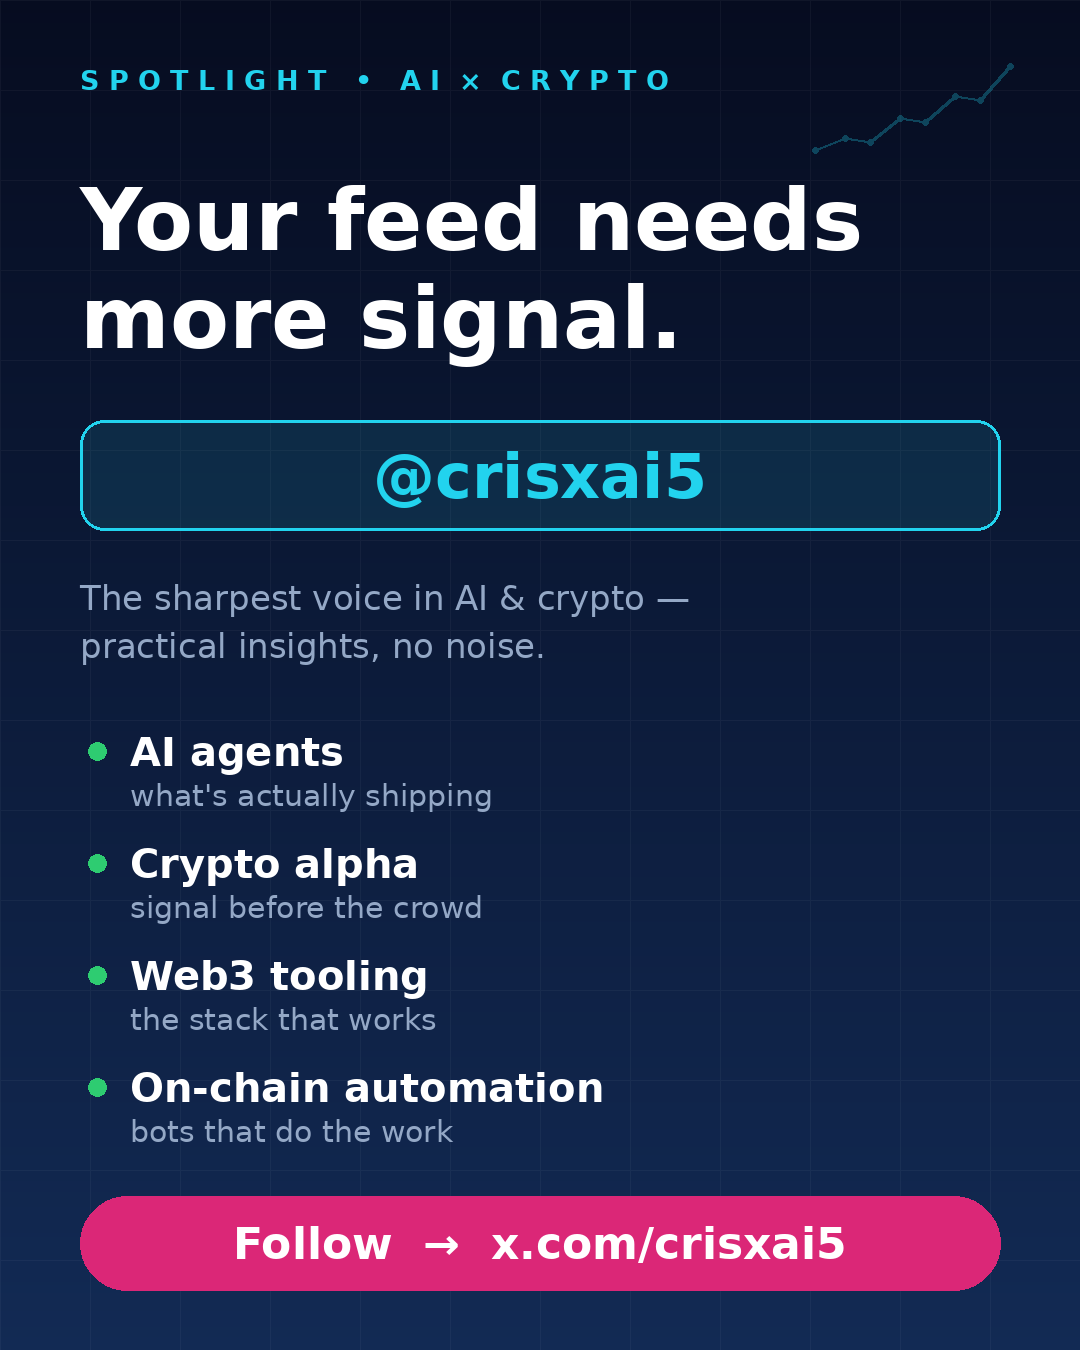 SPOTLIGHT • AI × CRYPTO
Your feed needs
more signal.
@crisxai5
The sharpest voice in AI & crypto —
practical insights, no noise.
AI agents
what's actually shipping
Crypto alpha
signal before the crowd
Web3 tooling
the stack that works
On-chain automation
bots that do the work
Follow → x.com/crisxai5